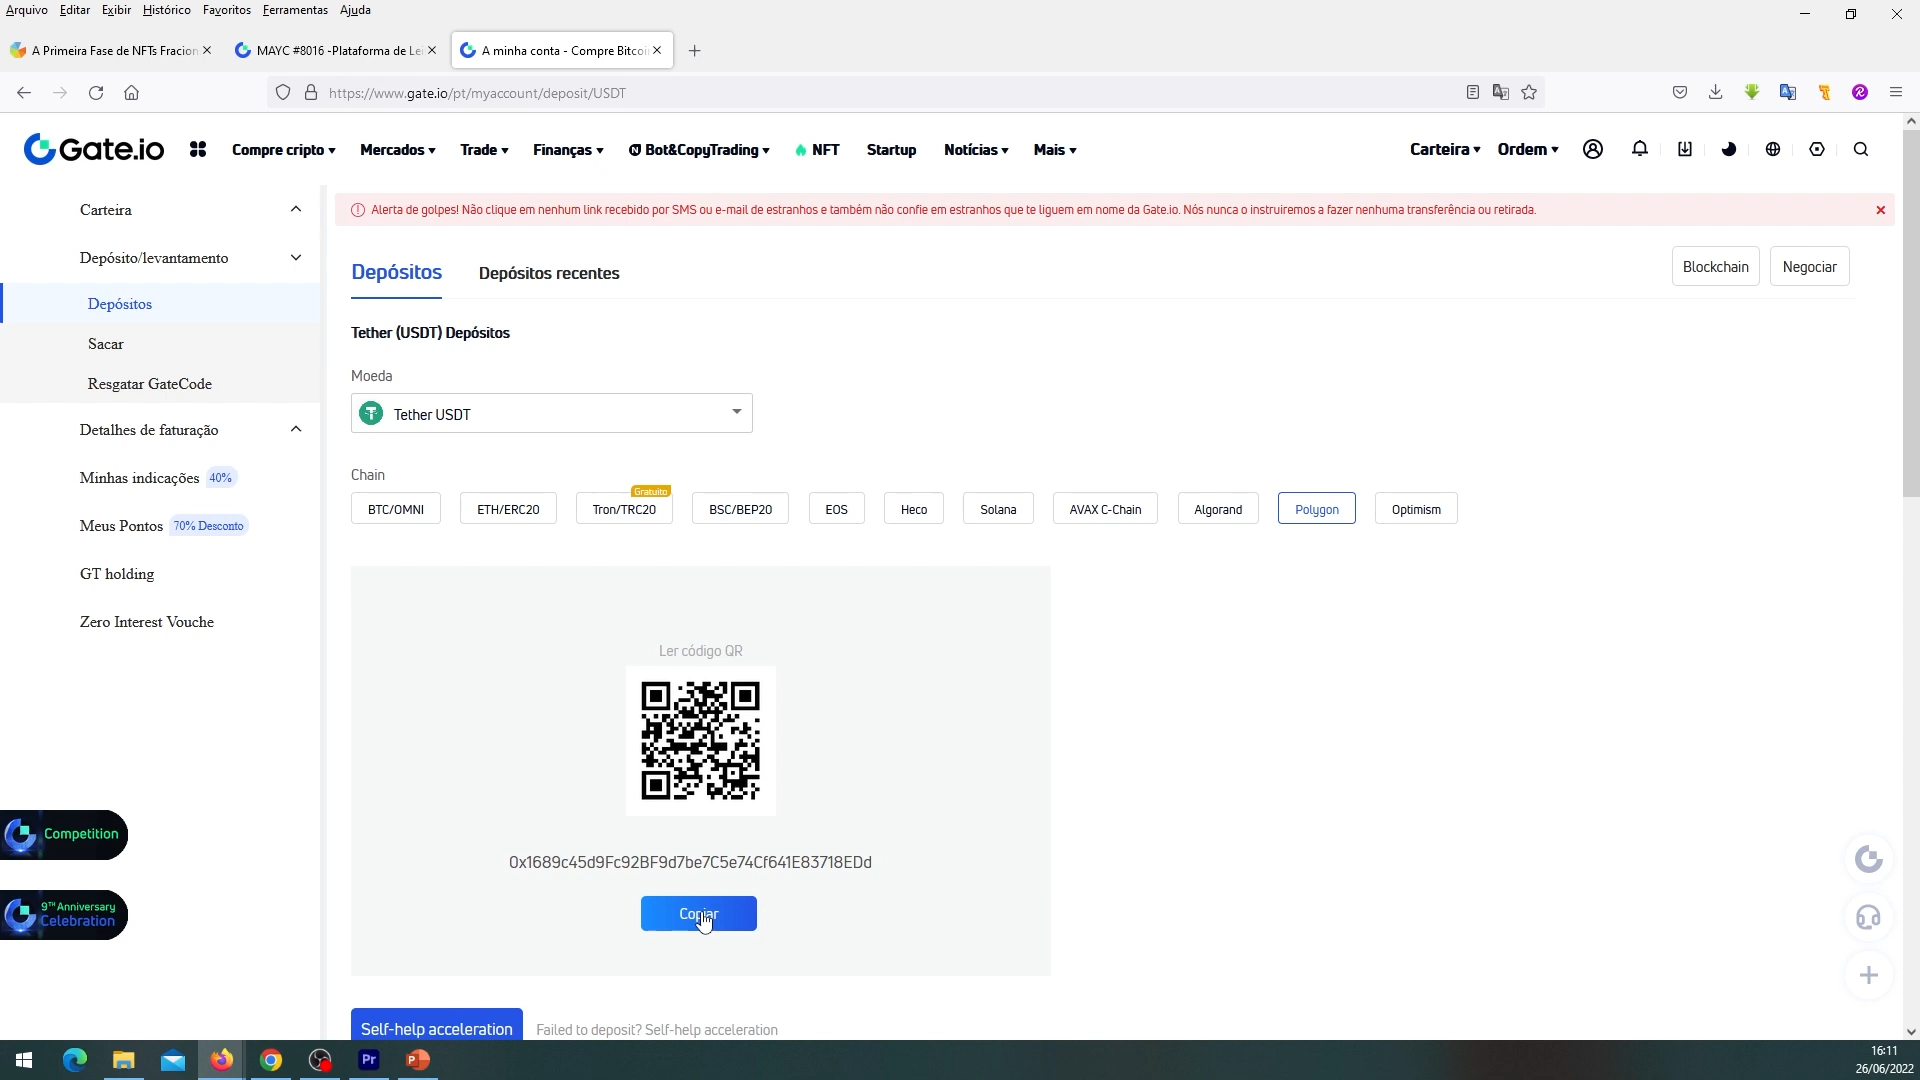 Arquivo Editar Exibir Histórico Favoritos Ferramentas Ajuda
A Primeira Fase de NFTs Fracion
MAYC #8016 -Plataforma de Lei
A minha conta - Compre Bitcoi
https://www.gate.io/pt/myaccount/deposit/USDT
Gate.io
Compre cripto Mercados Trade Finanças Bot&CopyTrading NFT Startup Notícias Mais
Carteira Ordem
Carteira
Depósito/levantamento
Depósitos
Sacar
Resgatar GateCode
Detalhes de faturação
Minhas indicações 40%
Meus Pontos 70% Desconto
GT holding
Zero Interest Vouche
Competition
9TH Anniversary
Celebration
Alerta de golpes! Não clique em nenhum link recebido por SMS ou e-mail de estranhos e também não confie em estranhos que te liguem em nome da Gate.io. Nós nunca o instruiremos a fazer nenhuma transferência ou retirada.
Depósitos Depósitos recentes
Blockchain Negociar
Tether (USDT) Depósitos
Moeda
Tether USDT
Chain
Gratuito
BTC/OMNI ETH/ERC20 Tron/TRC20 BSC/BEP20 EOS Heco Solana AVAX C-Chain Algorand Polygon Optimism
Ler código QR
0x1689c45d9Fc92BF9d7be7C5e74Cf641E83718EDd
Copiar
Self-help acceleration Failed to deposit? Self-help acceleration
Pr
P
16:11
26/06/2022